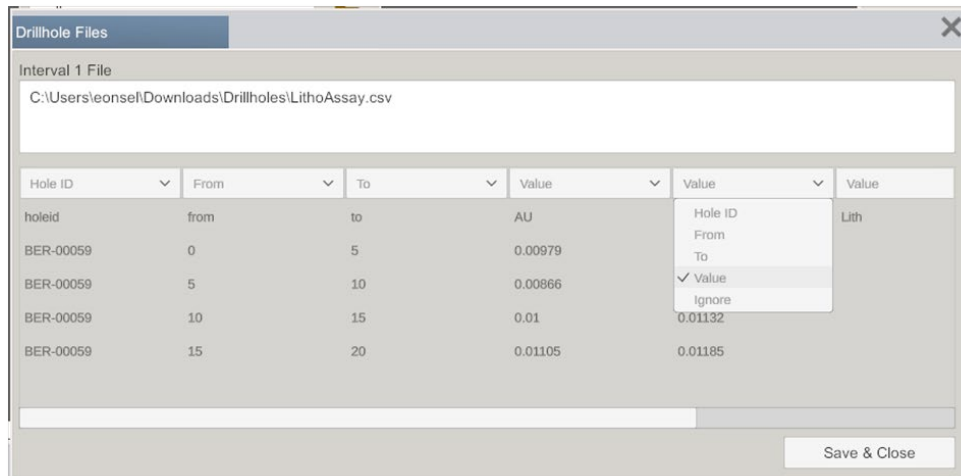 Drillhole Files
Interval 1 File
C:\Users\eonsel\Downloads\Drillholes\LithoAssay.csv
Hole ID From To Value Value Value
holeid from to AU Lith
Hole ID
From
To
✓ Value
Ignore
BER-00059 0 5 0.00979
BER-00059 5 10 0.00866
BER-00059 10 15 0.01 0.01132
BER-00059 15 20 0.01105 0.01185
Save & Close